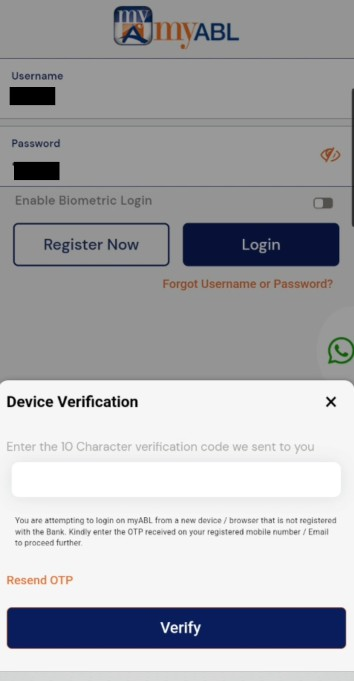 my myABL
Username
Password
Enable Biometric Login
Register Now
Login
Forgot Username or Password?
Device Verification
Enter the 10 Character verification code we sent to you
You are attempting to login on myABL from a new device / browser that is not registered
with the Bank. Kindly enter the OTP received on your registered mobile number / Email
to proceed further.
Resend OTP
Verify